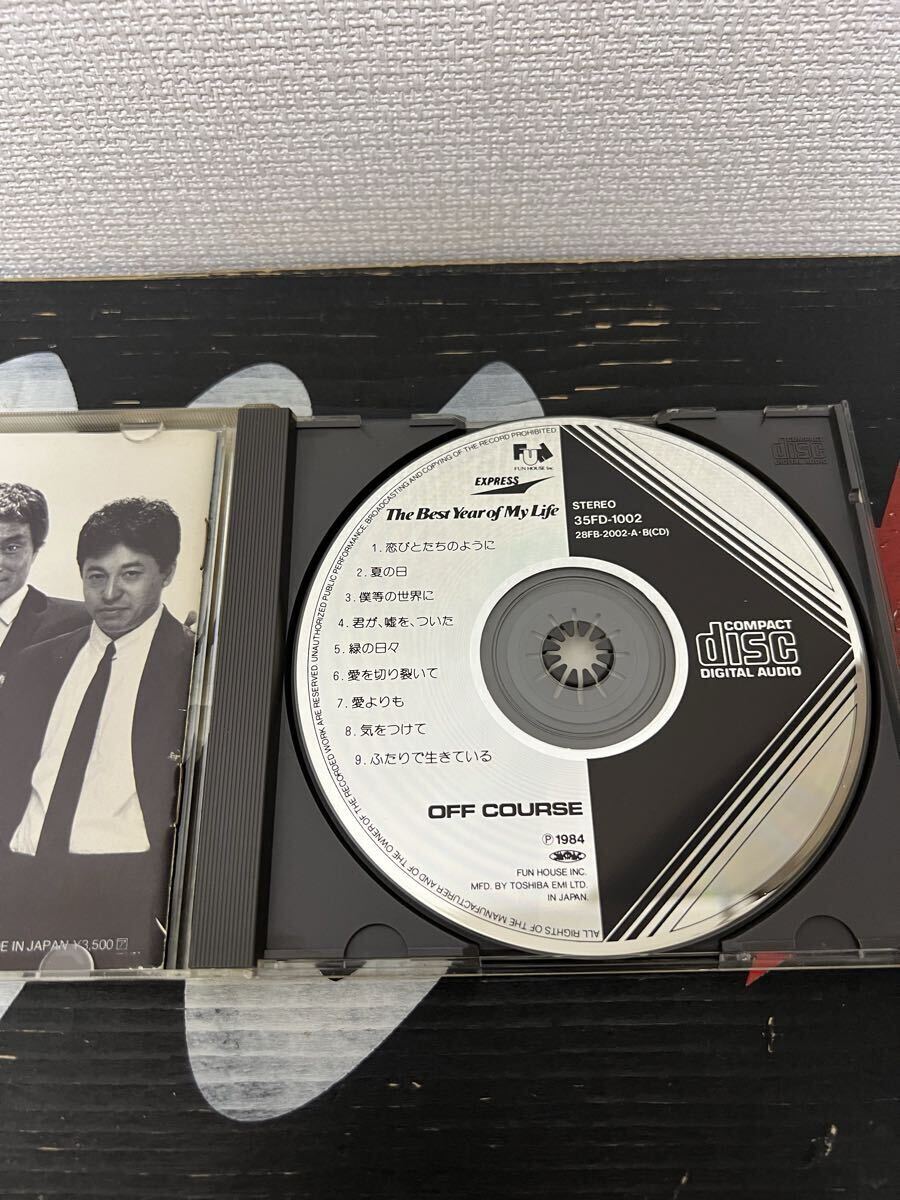 E IN JAPAN ¥3,500
FUN
FUN HOUSE Inc
EXPRESS
The Best Year of My Life
1. 恋びとたちのように
2. 夏の日
3. 僕等の世界に
4. 君が、嘘を、ついた
5. 緑の日々
6. 愛を切り裂いて
7. 愛よりも
8. 気をつけて
9. ふたりで生きている
OFF COURSE
Ⓟ 1984
FUN HOUSE INC.
MFD. BY TOSHIBA EMI LTD.
IN JAPAN.
STEREO
35FD-1002
28FB-2002-A・B(CD)
COMPACT
disc
DIGITAL AUDIO
ALL RIGHTS OF THE MANUFACTURER AND OF THE OWNER OF THE RECORDED WORK ARE RESERVED. UNAUTHORIZED PUBLIC PERFORMANCE, BROADCASTING AND COPYING OF THE RECORD PROHIBITED
COMPACT
disc
DIGITAL AUDIO